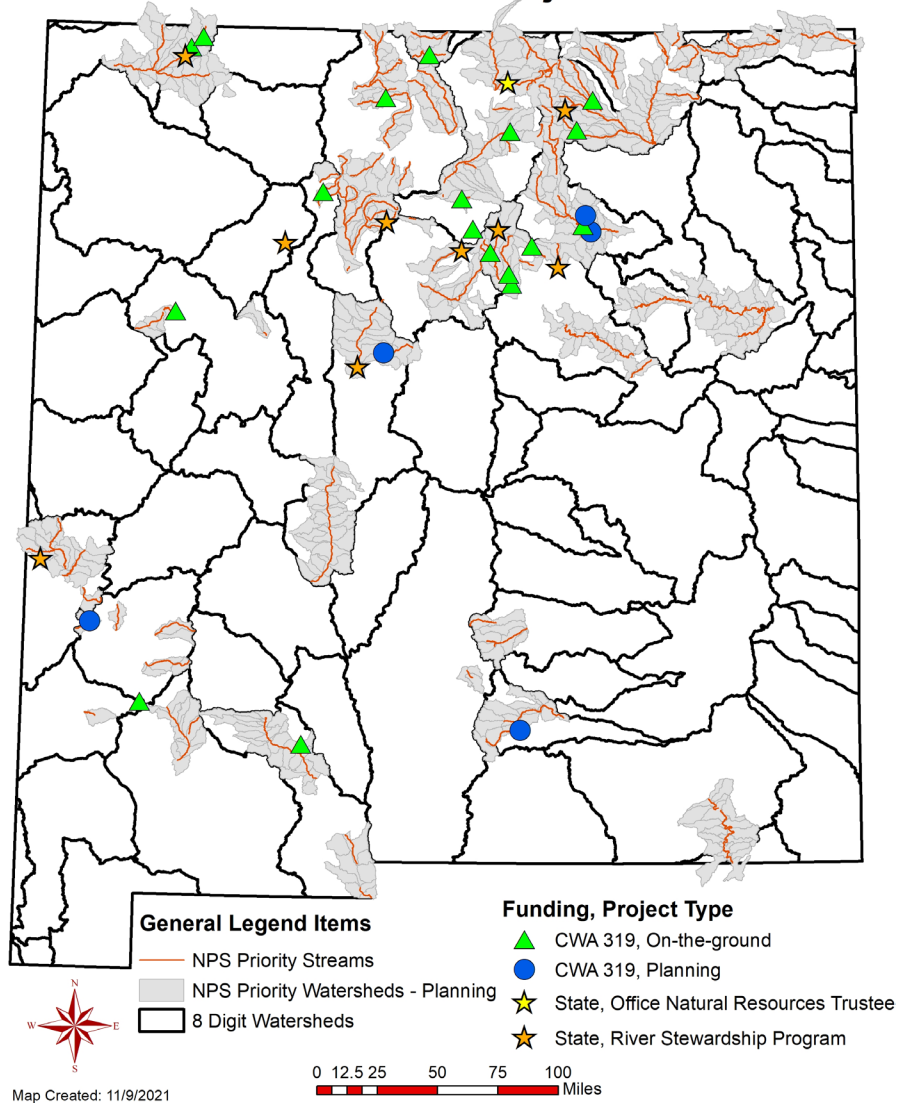 General Legend Items
NPS Priority Streams
NPS Priority Watersheds - Planning
8 Digit Watersheds
Funding, Project Type
CWA 319, On-the-ground
CWA 319, Planning
State, Office Natural Resources Trustee
State, River Stewardship Program
N
W E
S
0 12.5 25 50 75 100
Miles
Map Created: 11/9/2021